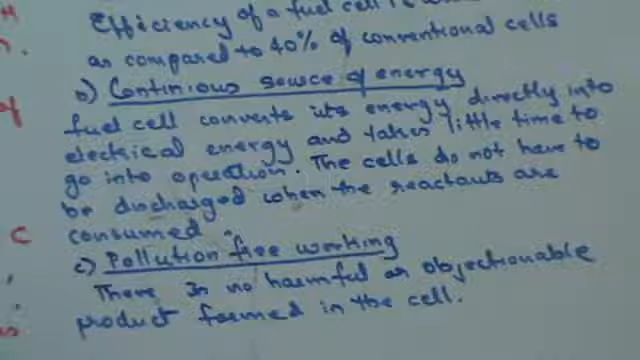 Efficiency of a fuel cell is
as compared to 40% of conventional cells
b) Continious source of energy
fuel cell converts its energy directly into
electrical energy and takes little time to
go into operation. The cells do not have to
be discharged when the reactants are
consumed
c) Pollution free working
There is no harmful or objectionable
product formed in the cell.
of
C